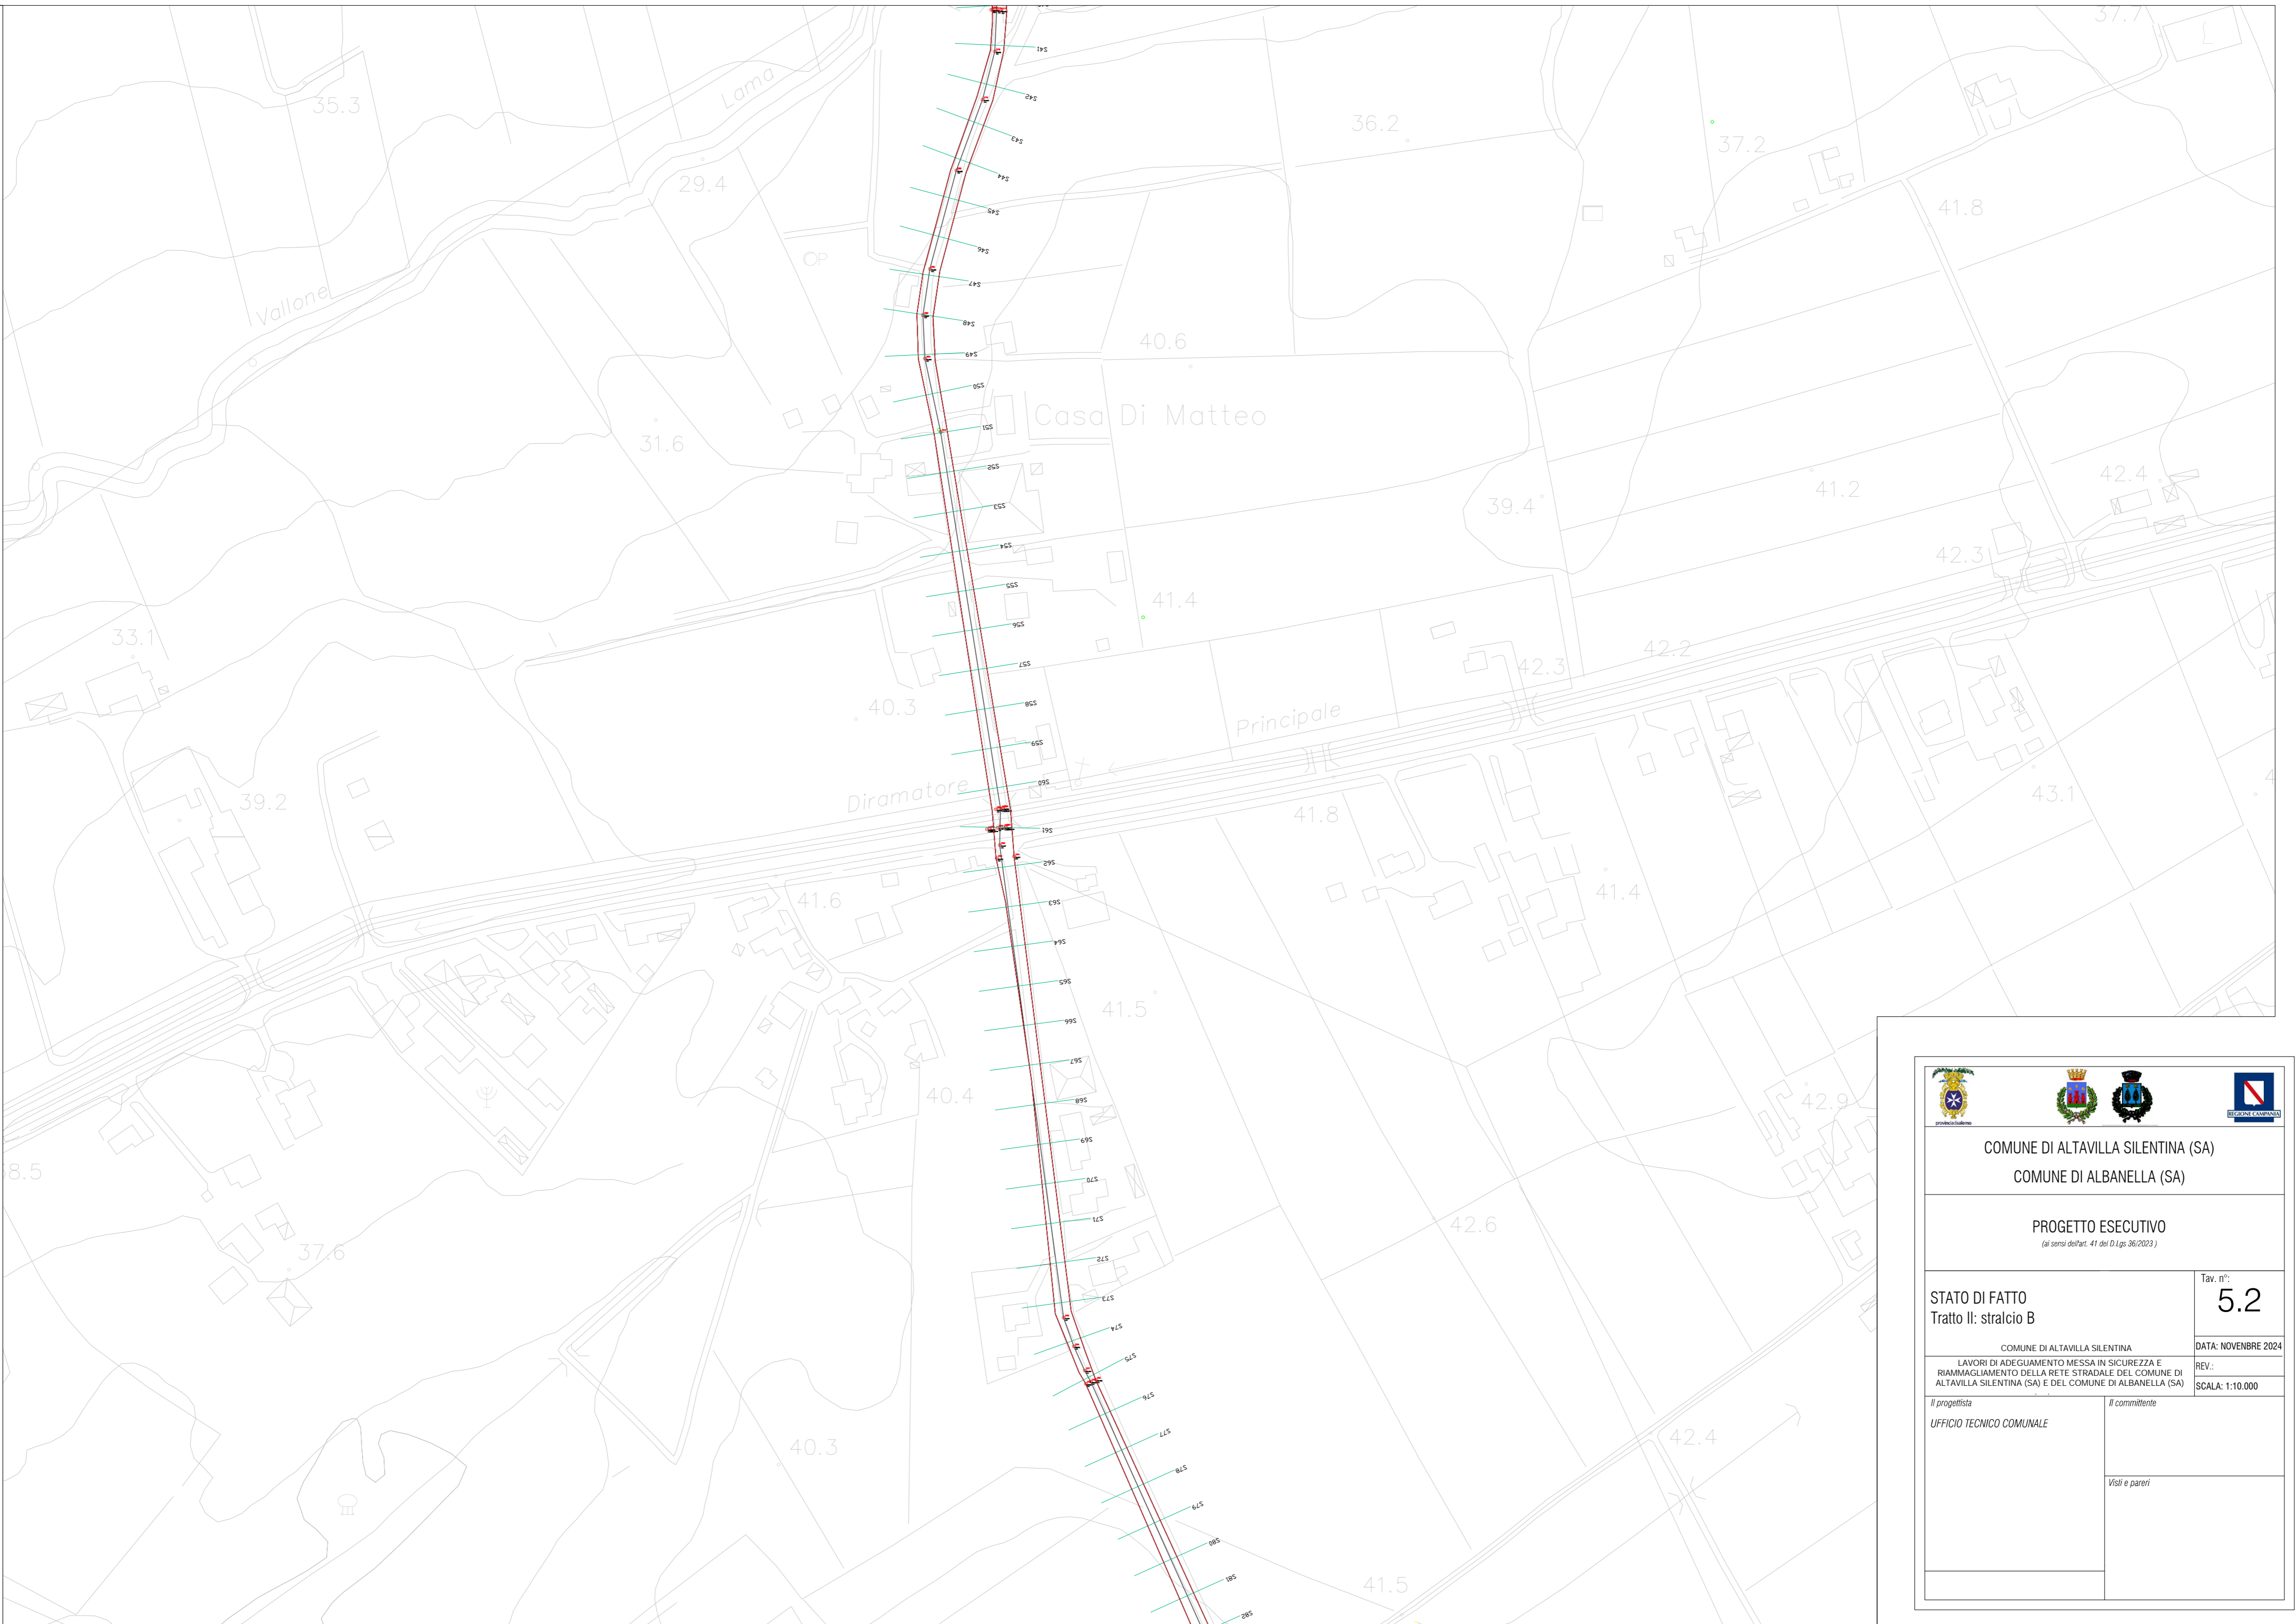 37.7
S41
Lama
35.3
S42
36.2
37.2
S43
29.4
S44
41.8
S45
S46
OP
S47
Vallone
S48
40.6
S49
S50
Casa Di Matteo
S51
31.6
S52
42.4
41.2
S53
39.4
S54
42.3
S55
41.4
S56
33.1
42.2
S57
42.3
40.3
S58
Principale
S59
S60
Diramatore
39.2
43.1
41.8
S61
S62
41.4
41.6
S63
S64
S65
41.5
S66
S67
40.4
S68
42.9
S69
S70
S71
42.6
37.6
S72
S73
S74
S75
S76
S77
42.4
40.3
S78
S79
S80
S81
41.5
S82
provincia di salerno
REGIONE CAMPANIA
COMUNE DI ALTAVILLA SILENTINA (SA)
COMUNE DI ALBANELLA (SA)
PROGETTO ESECUTIVO
(ai sensi dell'art. 41 del D.Lgs 36/2023 )
STATO DI FATTO
Tratto II: stralcio B
Tav. n°:
5.2
COMUNE DI ALTAVILLA SILENTINA
DATA: NOVENBRE 2024
LAVORI DI ADEGUAMENTO MESSA IN SICUREZZA E
RIAMMAGLIAMENTO DELLA RETE STRADALE DEL COMUNE DI
ALTAVILLA SILENTINA (SA) E DEL COMUNE DI ALBANELLA (SA)
REV.:
SCALA: 1:10.000
Il progettista
UFFICIO TECNICO COMUNALE
Il committente
Visti e pareri